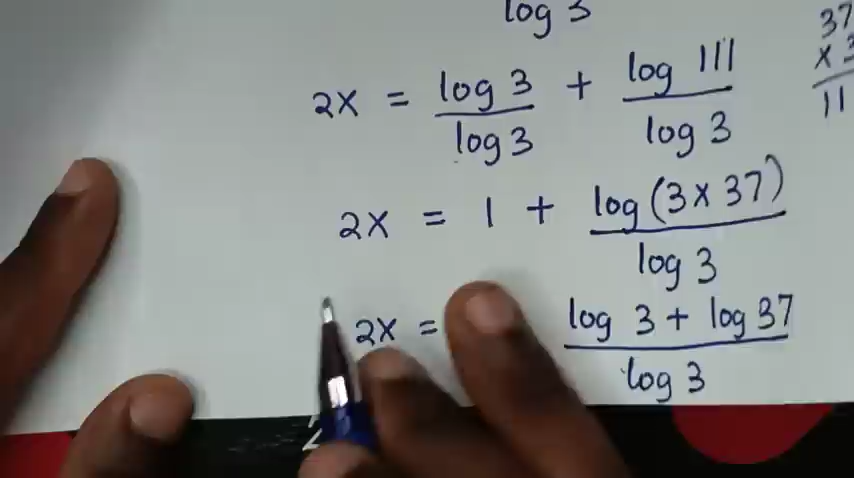 log 3
37
x 3
11
2x = log 3 / log 3 + log 111 / log 3
2x = 1 + log (3 x 37) / log 3
2x = log 3 + log 37 / log 3